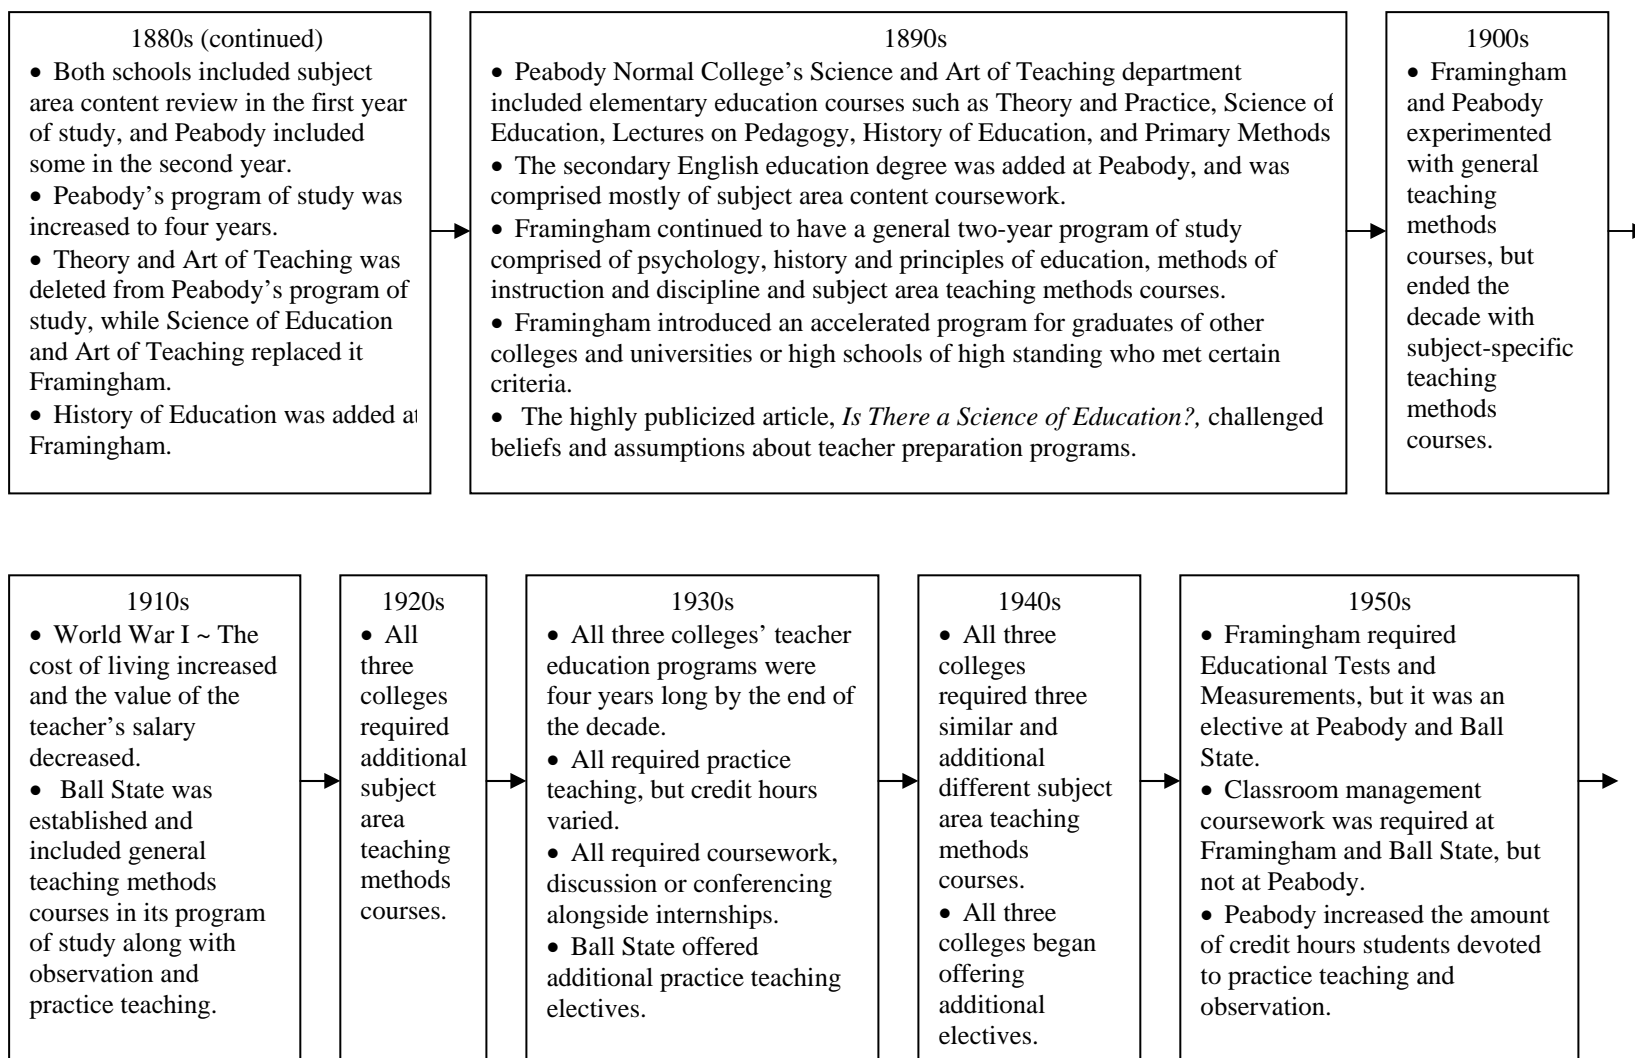 1880s (continued)
• Both schools included subject
area content review in the first year
of study, and Peabody included
some in the second year.
• Peabody's program of study was
increased to four years.
• Theory and Art of Teaching was
deleted from Peabody's program of
study, while Science of Education
and Art of Teaching replaced it
Framingham.
• History of Education was added at
Framingham.
1890s
• Peabody Normal College's Science and Art of Teaching department
included elementary education courses such as Theory and Practice, Science of
Education, Lectures on Pedagogy, History of Education, and Primary Methods
• The secondary English education degree was added at Peabody, and was
comprised mostly of subject area content coursework.
• Framingham continued to have a general two-year program of study
comprised of psychology, history and principles of education, methods of
instruction and discipline and subject area teaching methods courses.
• Framingham introduced an accelerated program for graduates of other
colleges and universities or high schools of high standing who met certain
criteria.
• The highly publicized article, Is There a Science of Education?, challenged
beliefs and assumptions about teacher preparation programs.
1900s
• Framingham
and Peabody
experimented
with general
teaching
methods
courses, but
ended the
decade with
subject-specific
teaching
methods
courses.
1910s
• World War I ~ The
cost of living increased
and the value of the
teacher's salary
decreased.
• Ball State was
established and
included general
teaching methods
courses in its program
of study along with
observation and
practice teaching.
1920s
• All
three
colleges
required
additional
subject
area
teaching
methods
courses.
1930s
• All three colleges' teacher
education programs were
four years long by the end of
the decade.
• All required practice
teaching, but credit hours
varied.
• All required coursework,
discussion or conferencing
alongside internships.
• Ball State offered
additional practice teaching
electives.
1940s
• All three
colleges
required three
similar and
additional
different subject
area teaching
methods
courses.
• All three
colleges began
offering
additional
electives.
1950s
• Framingham required
Educational Tests and
Measurements, but it was an
elective at Peabody and Ball
State.
• Classroom management
coursework was required at
Framingham and Ball State, but
not at Peabody.
• Peabody increased the amount
of credit hours students devoted
to practice teaching and
observation.